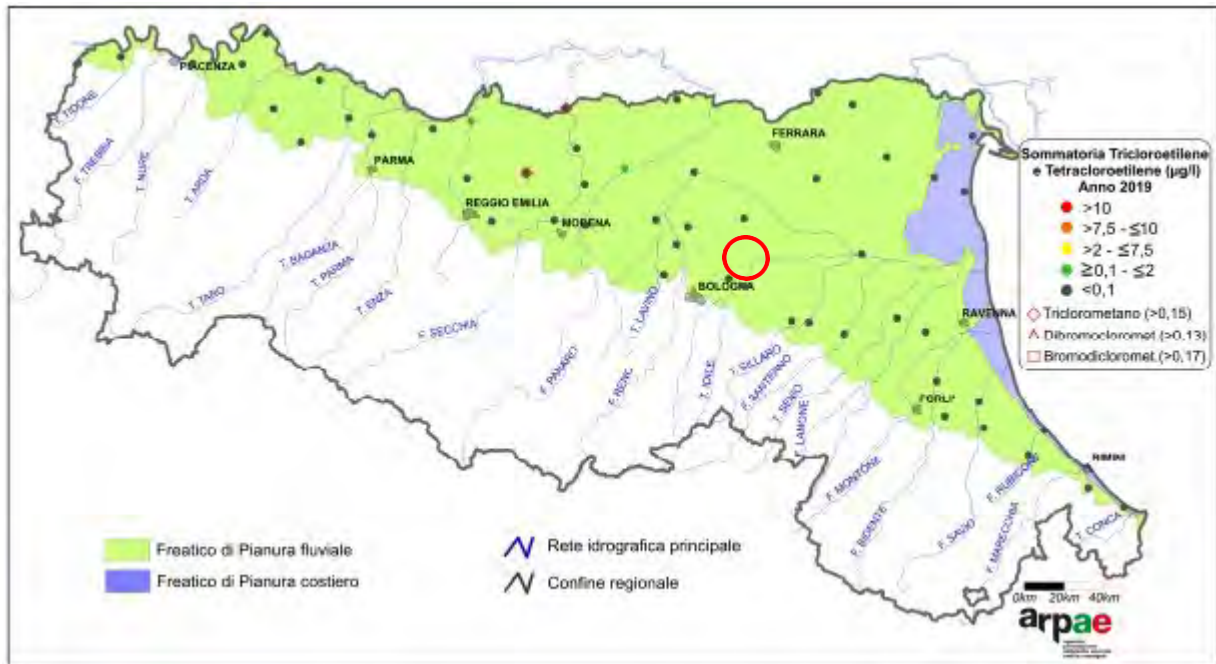 PIACENZA
T. TIDONE
F. TREBBIA
T. NURE
T. ARDA
PARMA
FERRARA
REGGIO EMILIA
MODENA
BOLOGNA
RAVENNA
FORLI'
RIMINI
T. TARO
T. BAGANZA
T. PARMA
T. ENZA
F. SECCHIA
F. PANARO
T. LAVINO
F. RENO
T. IDICE
T. SILLARO
F. SANTERNO
T. SENIO
F. LAMONE
F. MONTONE
F. BIDENTE
F. SAVIO
F. RUBICONE
F. MARECCHIA
T. CONCA
Sommatoria Tricloroetilene
e Tetracloroetilene (µg/l)
Anno 2019
>10
>7,5 - ≤10
>2 - ≤7,5
≥0,1 - ≤2
<0,1
Triclorometano (>0,15)
Dibromocloromet.(>0,13)
Bromodicloromet.(>0,17)
Freatico di Pianura fluviale
Freatico di Pianura costiero
Rete idrografica principale
Confine regionale
0km 20km 40km
arpae